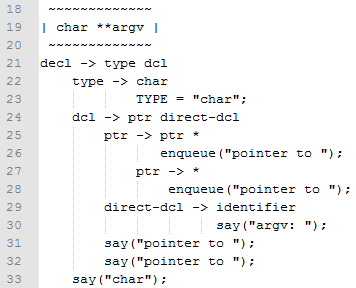 18  ~~~~~~~~~~~~~
19 | char **argv |
20  ~~~~~~~~~~~~~
21 decl -> type dcl
22     type -> char
23             TYPE = "char";
24     dcl -> ptr direct-dcl
25         ptr -> ptr *
26                enqueue("pointer to ");
27             ptr -> *
28                 enqueue("pointer to ");
29         direct-dcl -> identifier
30                       say("argv: ");
31         say("pointer to ");
32         say("pointer to ");
33     say("char");